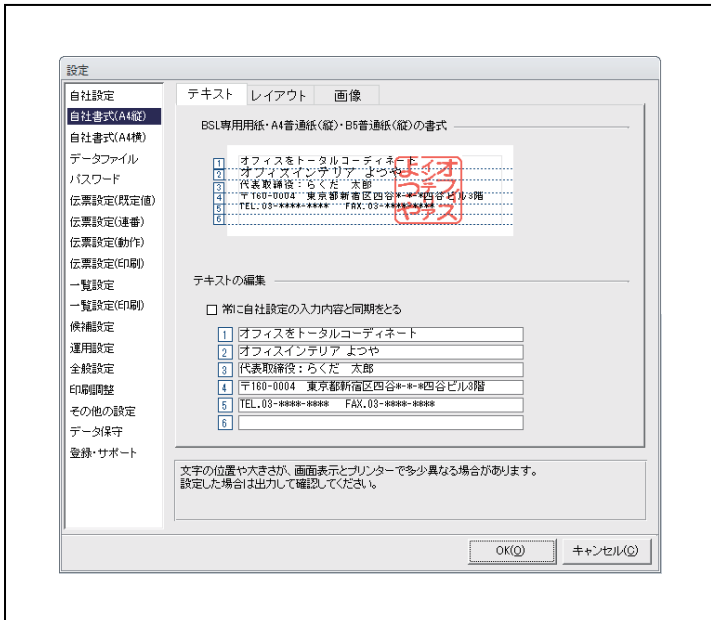 設定
自社設定
自社書式(A4縦)
自社書式(A4横)
データファイル
パスワード
伝票設定(既定値)
伝票設定(連番)
伝票設定(動作)
伝票設定(印刷)
一覧設定
一覧設定(印刷)
候補設定
運用設定
全般設定
印刷調整
その他の設定
データ保守
登録・サポート
テキスト レイアウト 画像
BSL専用用紙・A4普通紙(縦)・B5普通紙(縦)の書式
1 オフィスをトータルコーディネート
2 オフィスインテリア よつや
3 代表取締役:らくだ 太郎
4 〒160-0004 東京都新宿区四谷*-*-*四谷ビル3階
5 TEL.03-****-**** FAX.03-****-****
6
オフィス
インテリア
よつや
テキストの編集
常に自社設定の入力内容と同期をとる
1 オフィスをトータルコーディネート
2 オフィスインテリア よつや
3 代表取締役:らくだ 太郎
4 〒160-0004 東京都新宿区四谷*-*-*四谷ビル3階
5 TEL.03-****-**** FAX.03-****-****
6
文字の位置や大きさが、画面表示とプリンターで多少異なる場合があります。
設定した場合は出力して確認してください。
OK(O) キャンセル(C)